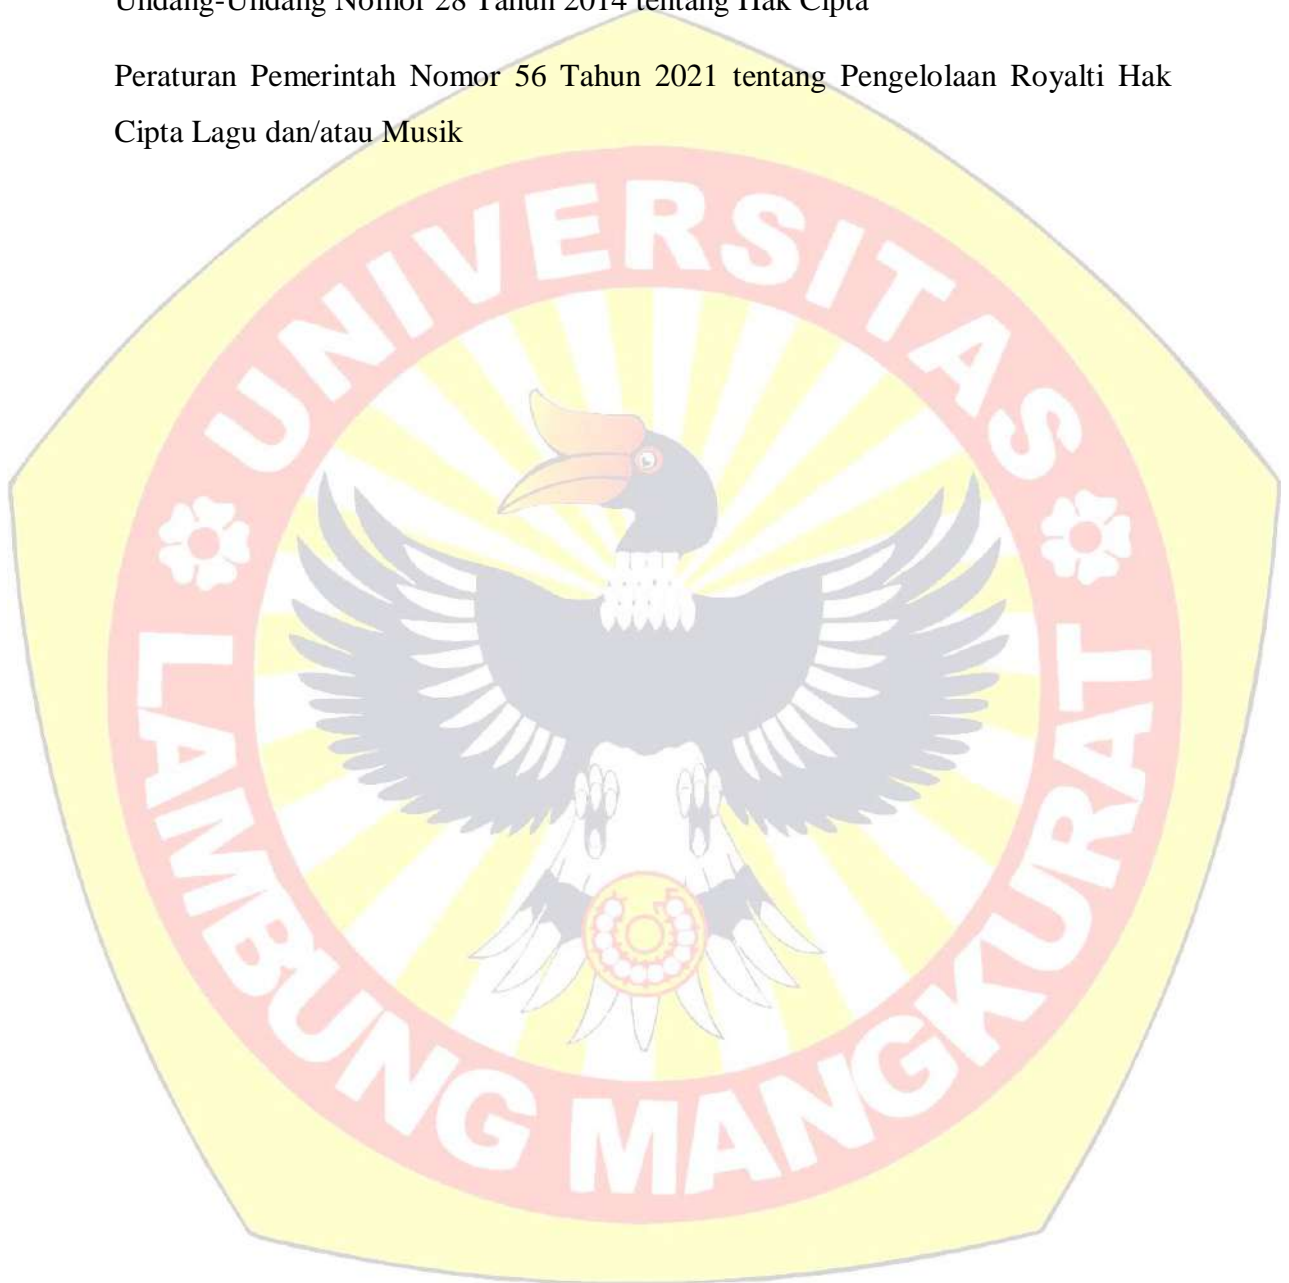 Undang-Undang Nomor 28 Tahun 2014 tentang Hak Cipta
Peraturan Pemerintah Nomor 56 Tahun 2021 tentang Pengelolaan Royalti Hak
Cipta Lagu dan/atau Musik
UNIVERSITAS
LAMBUNG MANGKURAT